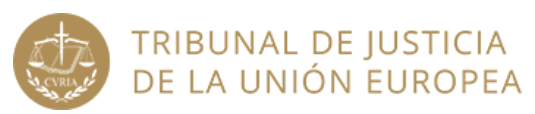 CVRIA
TRIBUNAL DE JUSTICIA
DE LA UNIÓN EUROPEA